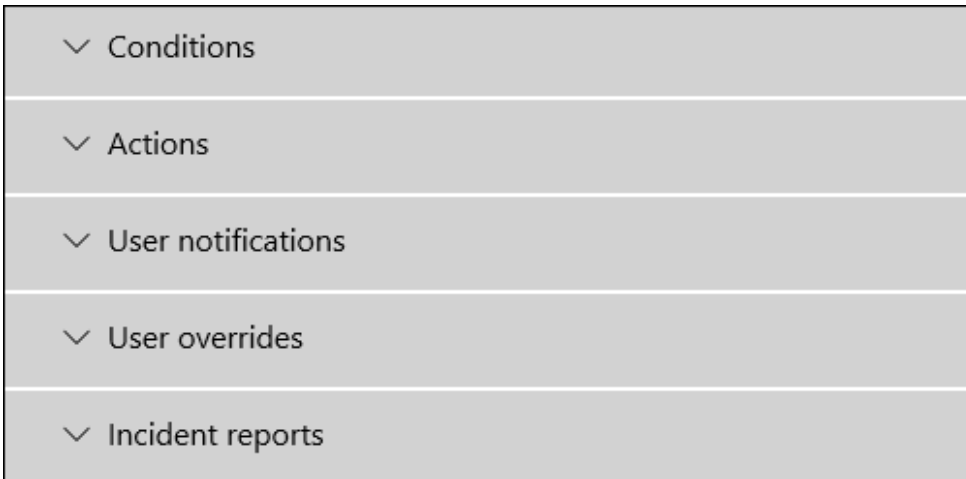 Conditions
Actions
User notifications
User overrides
Incident reports